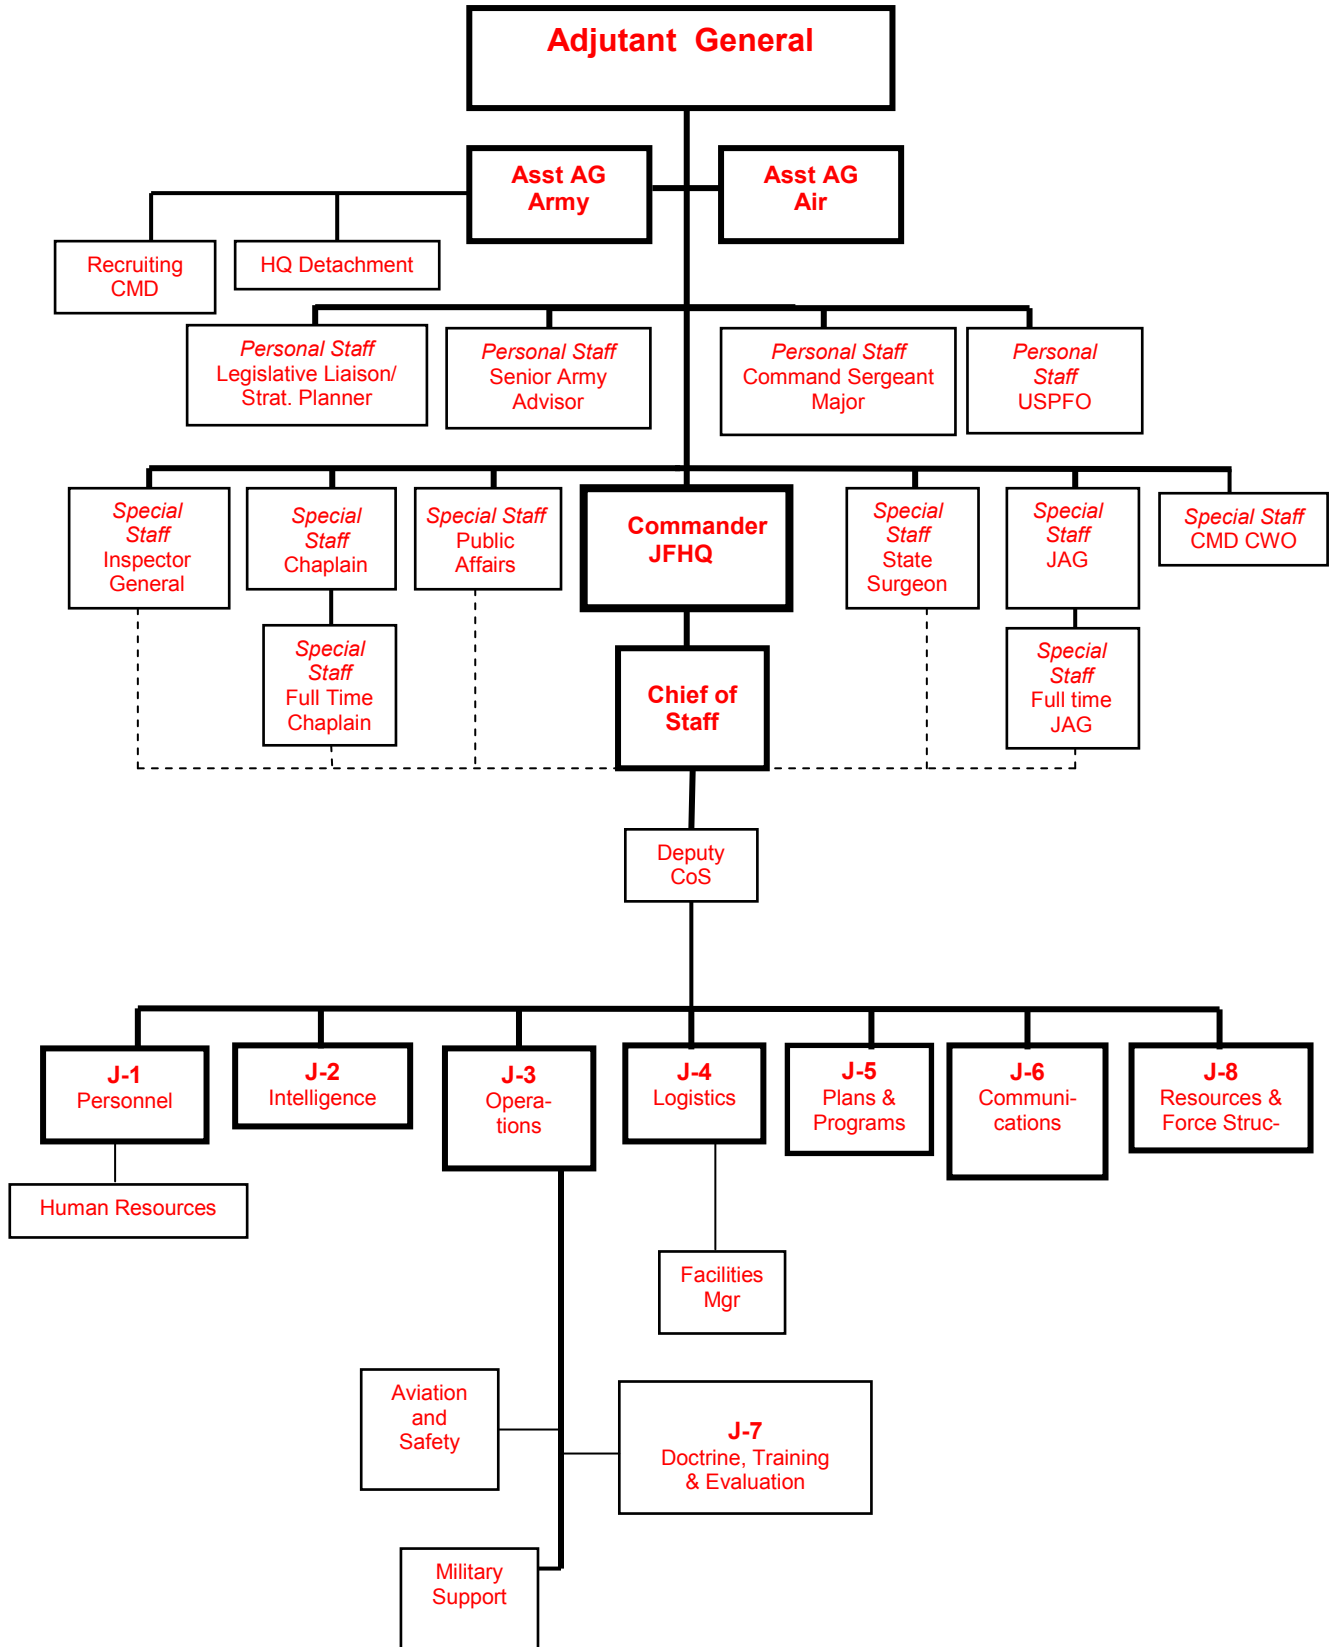 Adjutant  General
Asst AG
Army
Asst AG
Air
Recruiting
CMD
HQ Detachment
Personal Staff
Legislative Liaison/
Strat. Planner
Personal Staff
Senior Army
Advisor
Personal Staff
Command Sergeant
Major
Personal
Staff
USPFO
Special
Staff
Inspector
General
Special
Staff
Chaplain
Special Staff
Public
Affairs
Commander
JFHQ
Special
Staff
State
Surgeon
Special
Staff
JAG
Special Staff
CMD CWO
Special
Staff
Full Time
Chaplain
Chief of
Staff
Special
Staff
Full time
JAG
Deputy
CoS
J-1
Personnel
J-2
Intelligence
J-3
Opera-
tions
J-4
Logistics
J-5
Plans &
Programs
J-6
Communi-
cations
J-8
Resources &
Force Struc-
Human Resources
Facilities
Mgr
Aviation
and
Safety
J-7
Doctrine, Training
& Evaluation
Military
Support